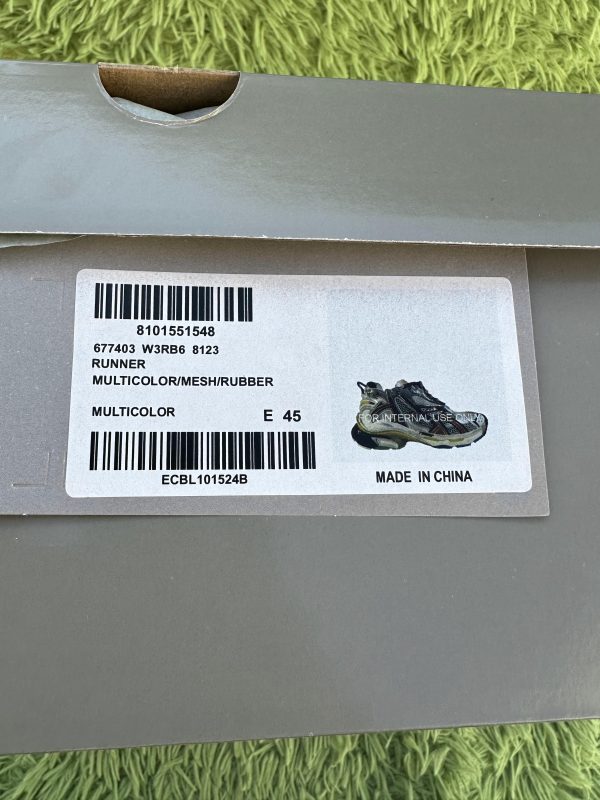 8101551548
677403 W3RB6 8123
RUNNER
MULTICOLOR/MESH/RUBBER
MULTICOLOR E 45
ECBL101524B
FOR INTERNAL USE ONLY
MADE IN CHINA